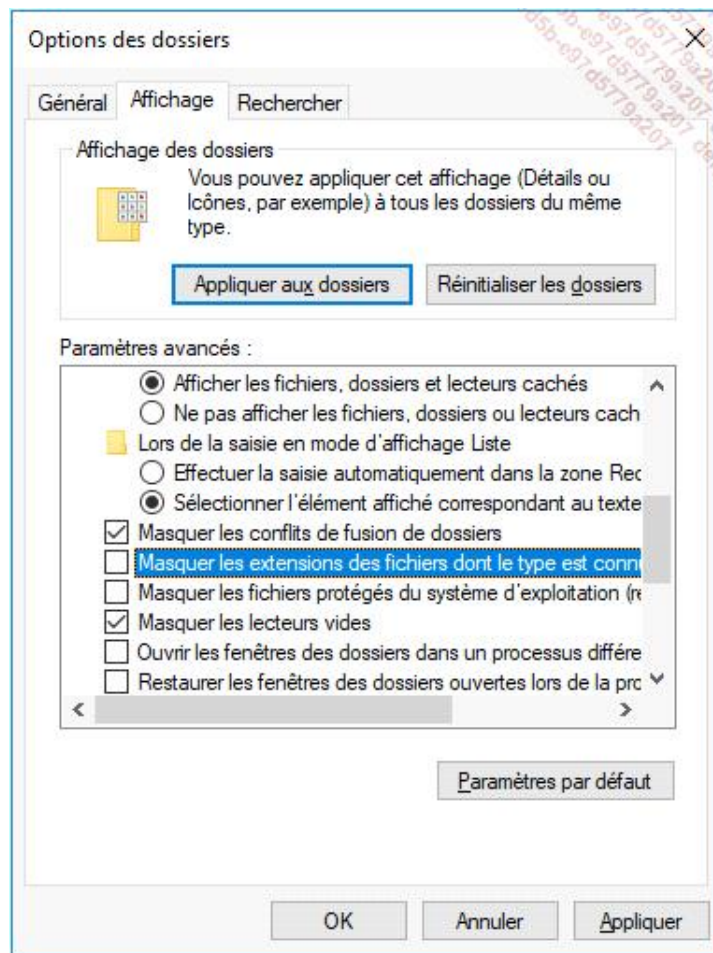 Options des dossiers
Général Affichage Rechercher
Affichage des dossiers
Vous pouvez appliquer cet affichage (Détails ou
Icônes, par exemple) à tous les dossiers du même
type.
Appliquer aux dossiers Réinitialiser les dossiers
Paramètres avancés :
Afficher les fichiers, dossiers et lecteurs cachés
Ne pas afficher les fichiers, dossiers ou lecteurs cach
Lors de la saisie en mode d'affichage Liste
Effectuer la saisie automatiquement dans la zone Rec
Sélectionner l'élément affiché correspondant au texte
Masquer les conflits de fusion de dossiers
Masquer les extensions des fichiers dont le type est connu
Masquer les fichiers protégés du système d'exploitation (re
Masquer les lecteurs vides
Ouvrir les fenêtres des dossiers dans un processus différe
Restaurer les fenêtres des dossiers ouvertes lors de la pro
Paramètres par défaut
OK Annuler Appliquer